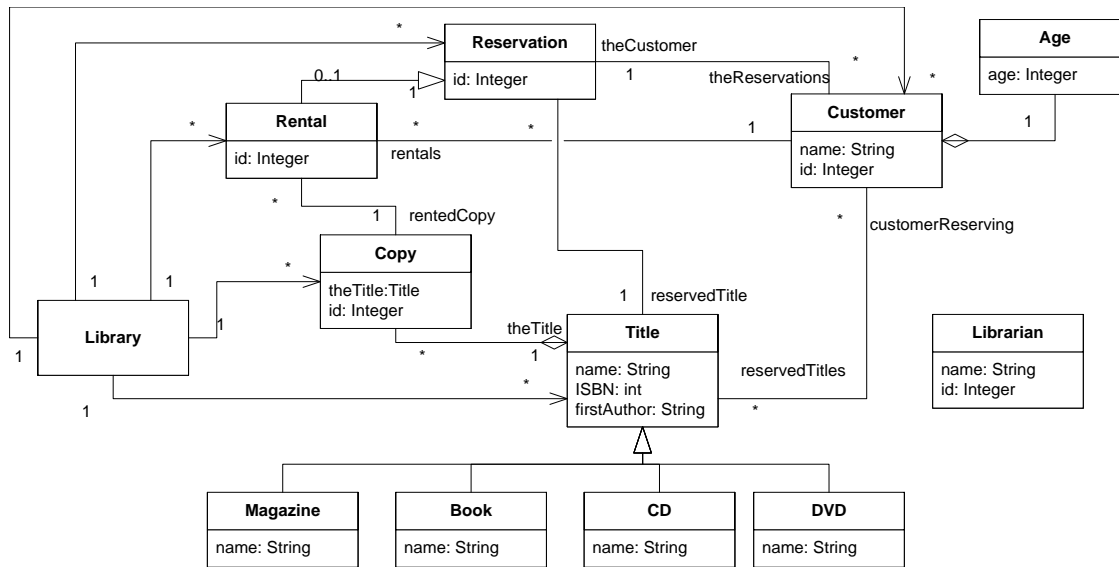 * Reservation theCustomer * Age
id: Integer 1 theReservations * age: Integer
0..1 1
Rental Customer
* * * 1 1
id: Integer rentals name: String
id: Integer
* 1 rentedCopy * customerReserving
Copy
1 1 * theTitle:Title
id: Integer 1 reservedTitle
1
Library theTitle Title Librarian
1 * 1 name: String reservedTitles name: String
* ISBN: int id: Integer
1 firstAuthor: String *
Magazine Book CD DVD
name: String name: String name: String name: String